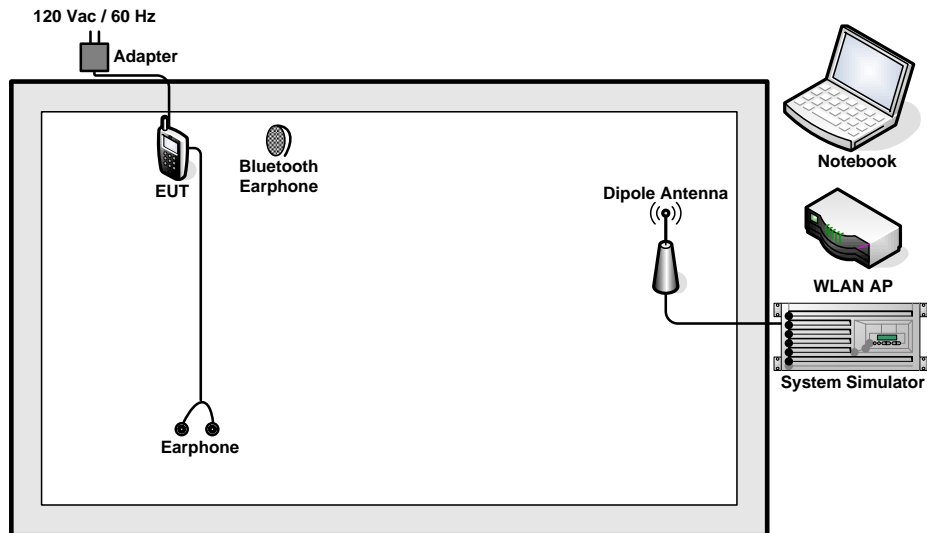 120 Vac / 60 Hz
Adapter
EUT
Bluetooth
Earphone
Dipole Antenna
Notebook
WLAN AP
System Simulator
Earphone